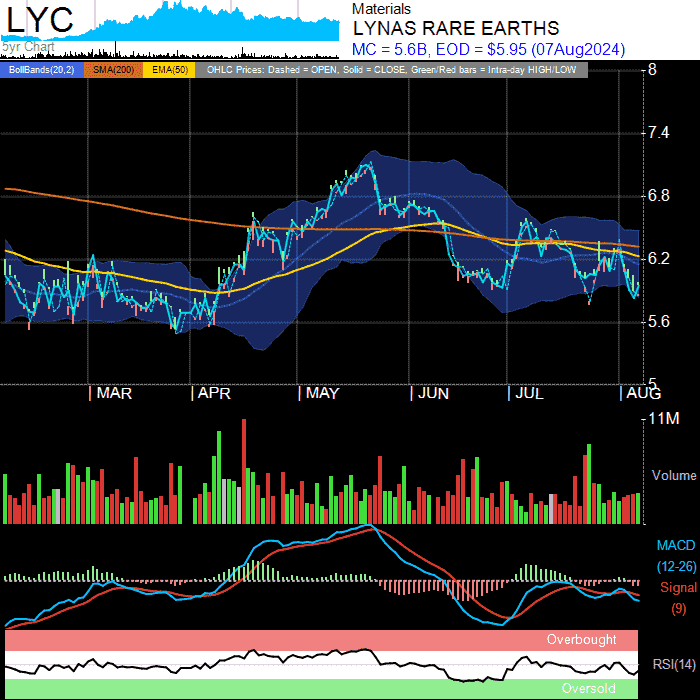 LYC
5yr Chart
Materials
LYNAS RARE EARTHS
MC = 5.6B, EOD = $5.95 (07Aug2024)
BollBands(20,2) SMA(200) EMA(50) OHLC Prices: Dashed = OPEN, Solid = CLOSE, Green/Red bars = Intra-day HIGH/LOW
8
7.4
6.8
6.2
5.6
5
MAR APR MAY JUN JUL AUG
11M
Volume
MACD
(12-26)
Signal
(9)
Overbought
RSI(14)
Oversold